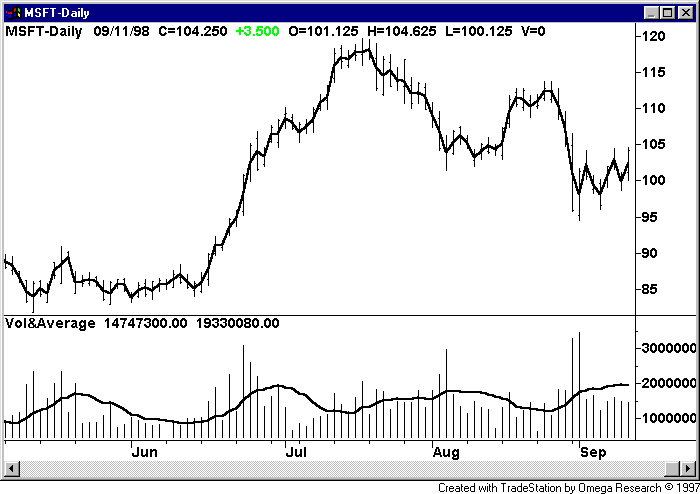 MSFT-Daily
MSFT-Daily 09/11/98 C=104.250 +3.500 O=101.125 H=104.625 L=100.125 V=0
120
115
110
105
100
95
90
85
Vol&Average 14747300.00 19330080.00
3000000
2000000
1000000
Jun Jul Aug Sep
Created with TradeStation by Omega Research © 1997